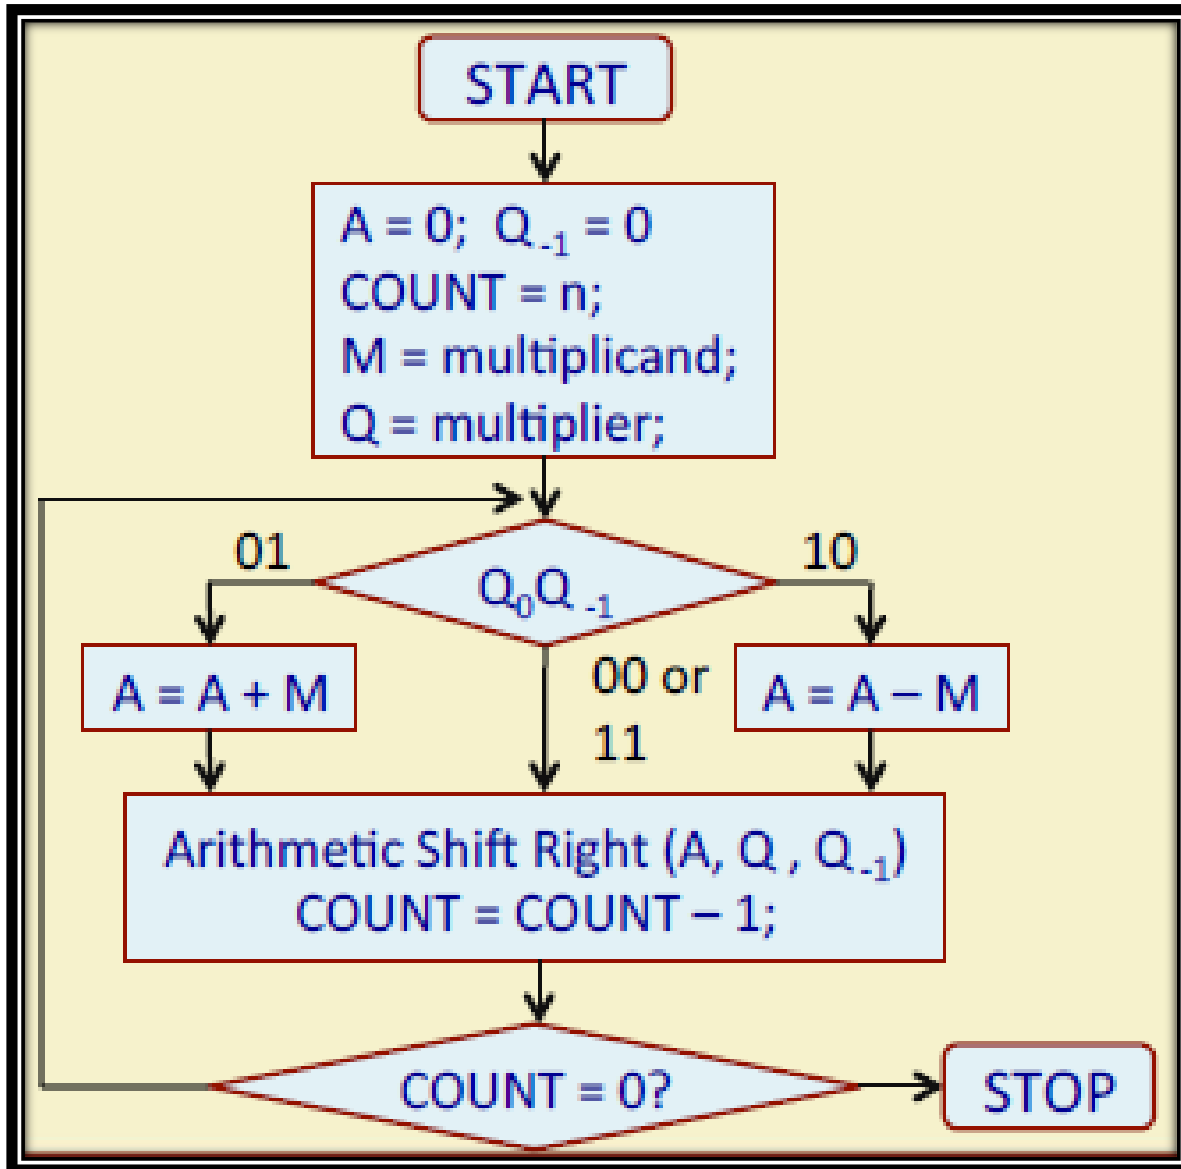 START
A = 0; Q₋₁ = 0
COUNT = n;
M = multiplicand;
Q = multiplier;
01
10
Q₀Q₋₁
00 or
11
A = A + M
A = A – M
Arithmetic Shift Right (A, Q , Q₋₁)
COUNT = COUNT – 1;
COUNT = 0?
STOP